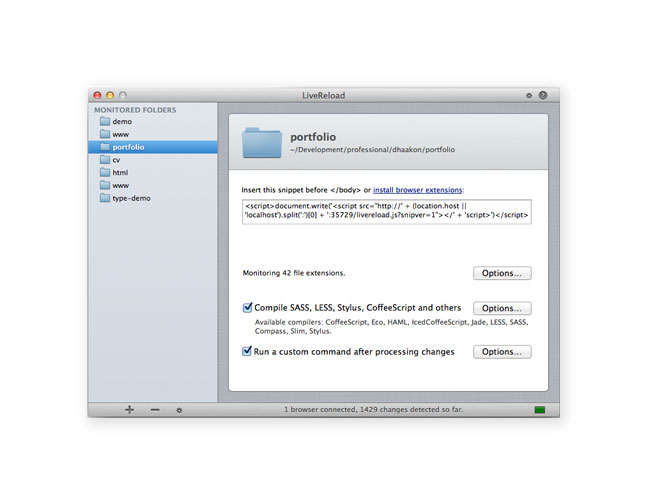 LiveReload
MONITORED FOLDERS
demo
www
portfolio
cv
html
www
type-demo
portfolio
~/Development/professional/dhaakon/portfolio
Insert this snippet before </body> or install browser extensions:
<script>document.write('<script src="http://' + (location.host ||
'localhost').split(':')[0] + ':35729/livereload.js?snipver=1"></' + 'script>')</script>
Monitoring 42 file extensions.
Options...
Compile SASS, LESS, Stylus, CoffeeScript and others
Options...
Available compilers: CoffeeScript, Eco, HAML, IcedCoffeeScript, Jade, LESS, SASS,
Compass, Slim, Stylus.
Run a custom command after processing changes
Options...
1 browser connected, 1429 changes detected so far.